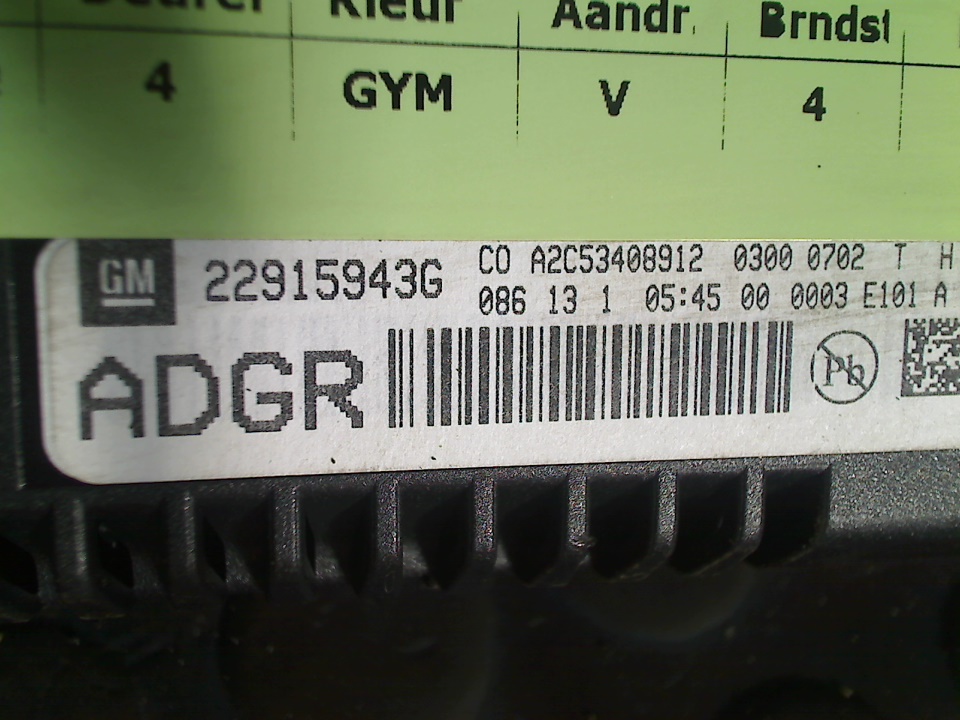 Kleur Aandr. Brndst
4 GYM V 4
GM 22915943G CO A2C53408912 0300 0702 T H
086 13 1 05:45 00 0003 E101 A
ADGR Pb